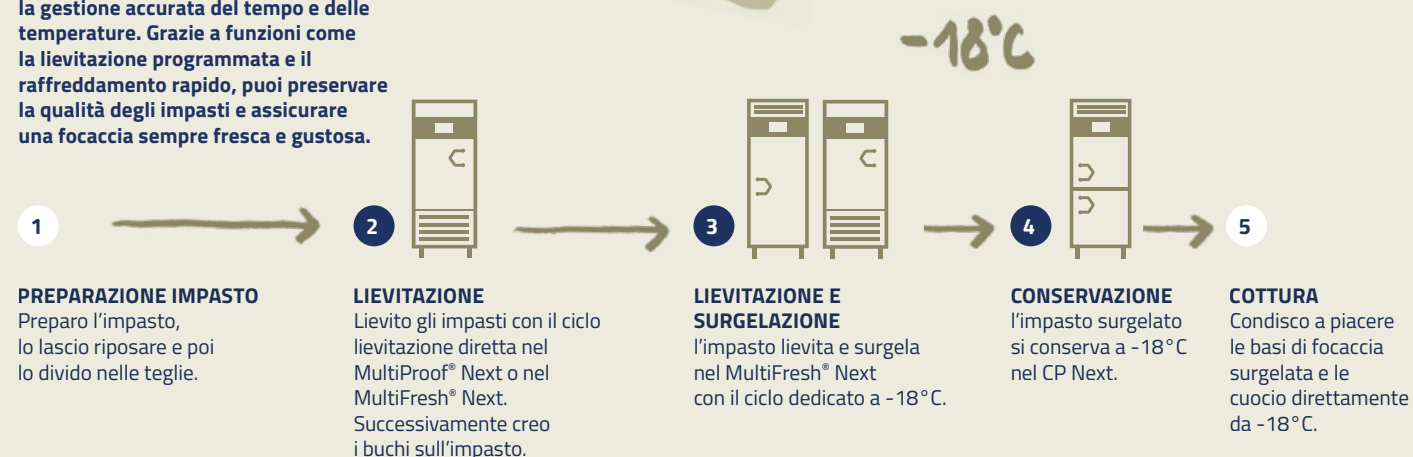 la gestione accurata del tempo e delle
temperature. Grazie a funzioni come
la lievitazione programmata e il
raffreddamento rapido, puoi preservare
la qualità degli impasti e assicurare
una focaccia sempre fresca e gustosa.
-18°C
1
PREPARAZIONE IMPASTO
Preparo l'impasto,
lo lascio riposare e poi
lo divido nelle teglie.
2
LIEVITAZIONE
Lievito gli impasti con il ciclo
lievitazione diretta nel
MultiProof® Next o nel
MultiFresh® Next.
Successivamente creo
i buchi sull'impasto.
3
LIEVITAZIONE E
SURGELAZIONE
l'impasto lievita e surgela
nel MultiFresh® Next
con il ciclo dedicato a -18°C.
4
CONSERVAZIONE
l'impasto surgelato
si conserva a -18°C
nel CP Next.
5
COTTURA
Condisco a piacere
le basi di focaccia
surgelata e le
cuocio direttamente
da -18°C.